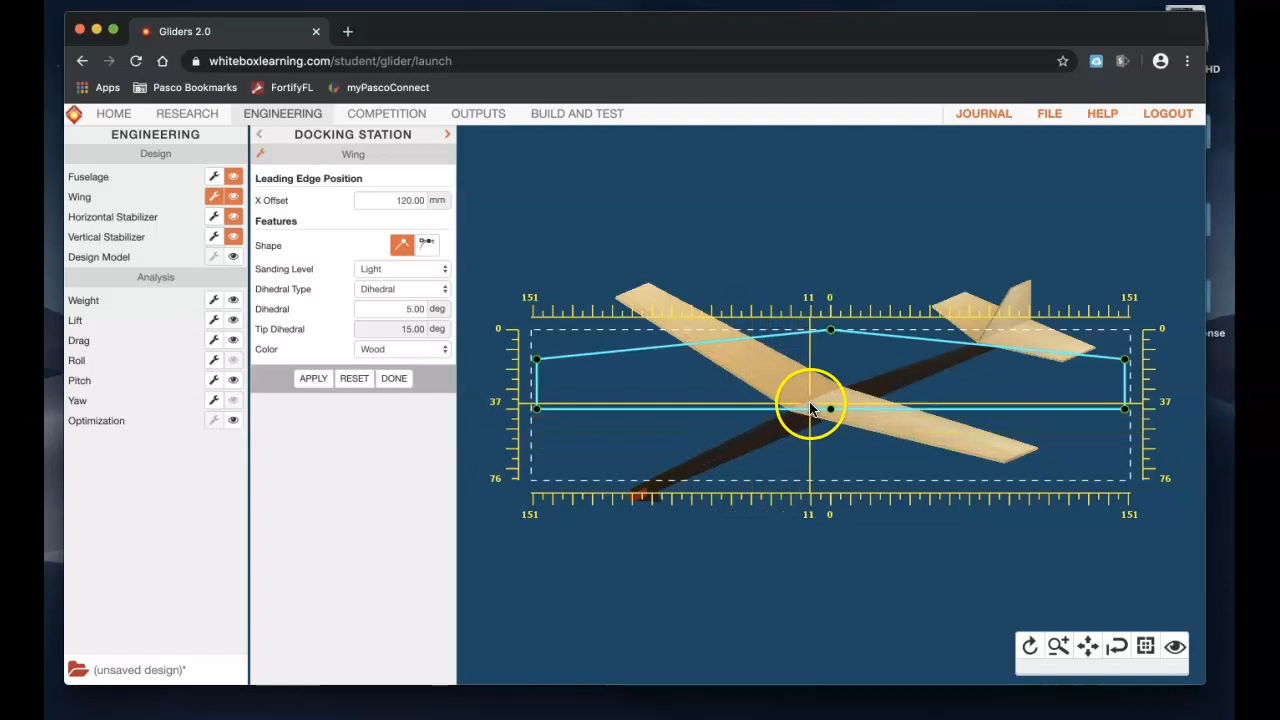 HD
Gliders 2.0
whiteboxlearning.com/student/glider/launch
Apps Pasco Bookmarks FortifyFL myPascoConnect
HOME RESEARCH ENGINEERING COMPETITION OUTPUTS BUILD AND TEST JOURNAL FILE HELP LOGOUT
ENGINEERING
Design
Fuselage
Wing
Horizontal Stabilizer
Vertical Stabilizer
Design Model
Analysis
Weight
Lift
Drag
Roll
Pitch
Yaw
Optimization
(unsaved design)*
DOCKING STATION
Wing
Leading Edge Position
X Offset 120.00 mm
Features
Shape
Sanding Level Light
Dihedral Type Dihedral
Dihedral 5.00 deg
Tip Dihedral 15.00 deg
Color Wood
APPLY RESET DONE
151 11 0 151
0 0
37 37
76 76
151 11 0 151
onse